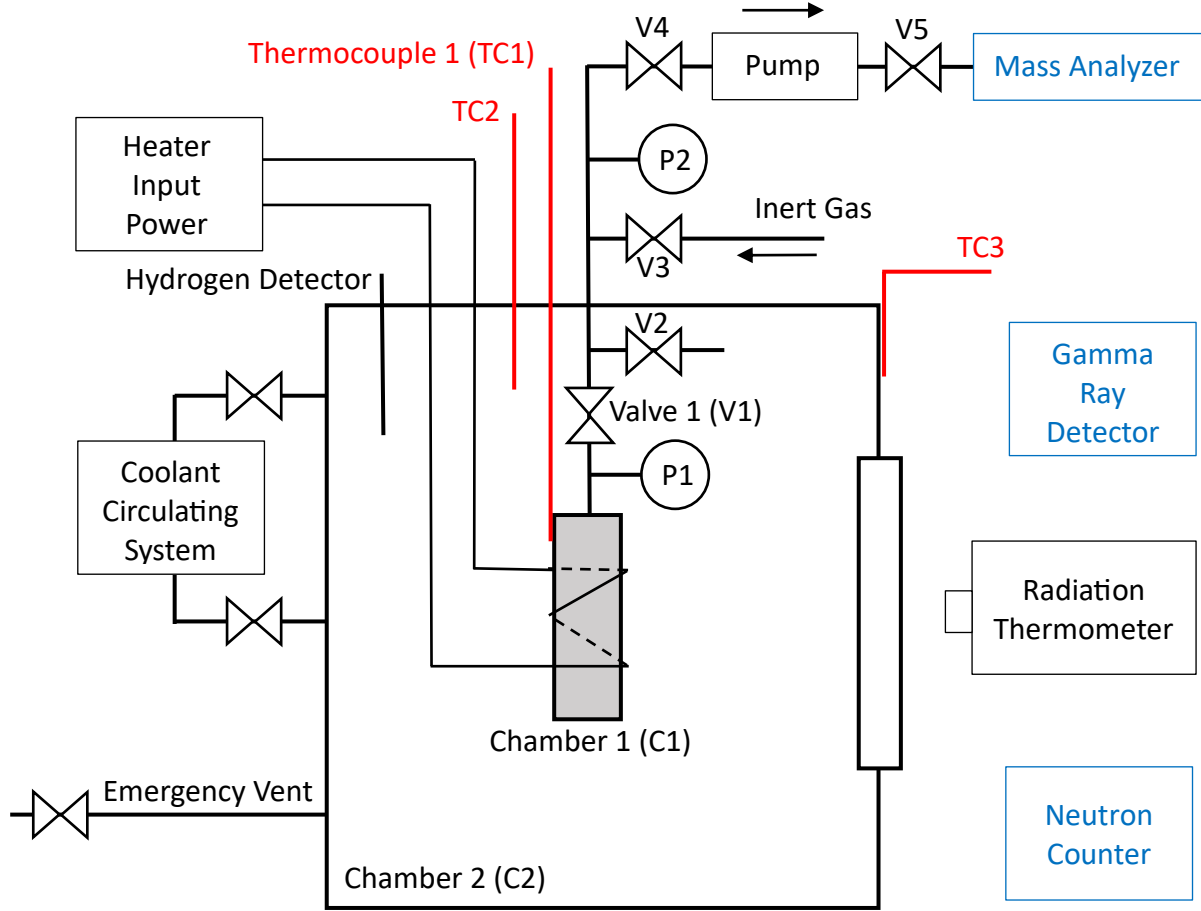 V4
V5
Thermocouple 1 (TC1)
Pump
Mass Analyzer
TC2
Heater
Input
Power
P2
Inert Gas
V3
TC3
Hydrogen Detector
V2
Gamma
Ray
Detector
Valve 1 (V1)
P1
Coolant
Circulating
System
Radiation
Thermometer
Chamber 1 (C1)
Emergency Vent
Neutron
Counter
Chamber 2 (C2)